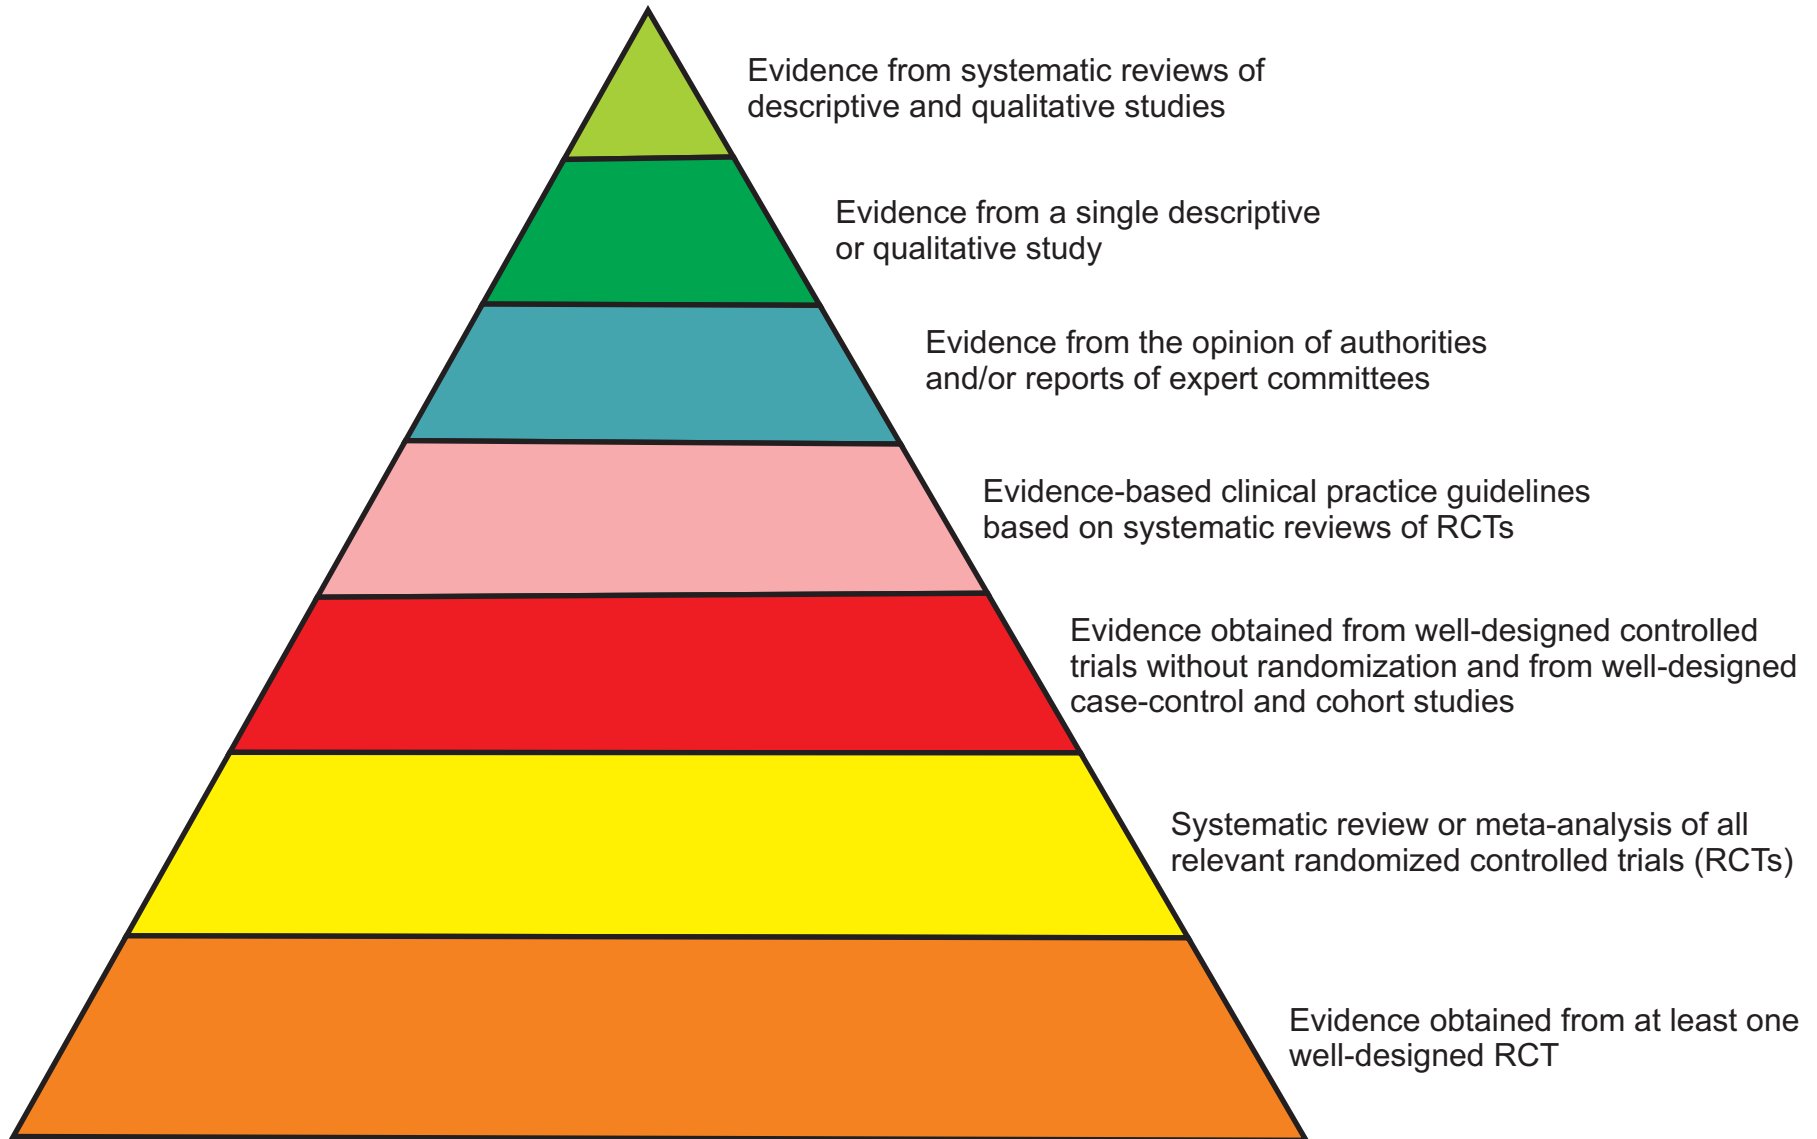 Evidence from systematic reviews of
descriptive and qualitative studies
Evidence from a single descriptive
or qualitative study
Evidence from the opinion of authorities
and/or reports of expert committees
Evidence-based clinical practice guidelines
based on systematic reviews of RCTs
Evidence obtained from well-designed controlled
trials without randomization and from well-designed
case-control and cohort studies
Systematic review or meta-analysis of all
relevant randomized controlled trials (RCTs)
Evidence obtained from at least one
well-designed RCT